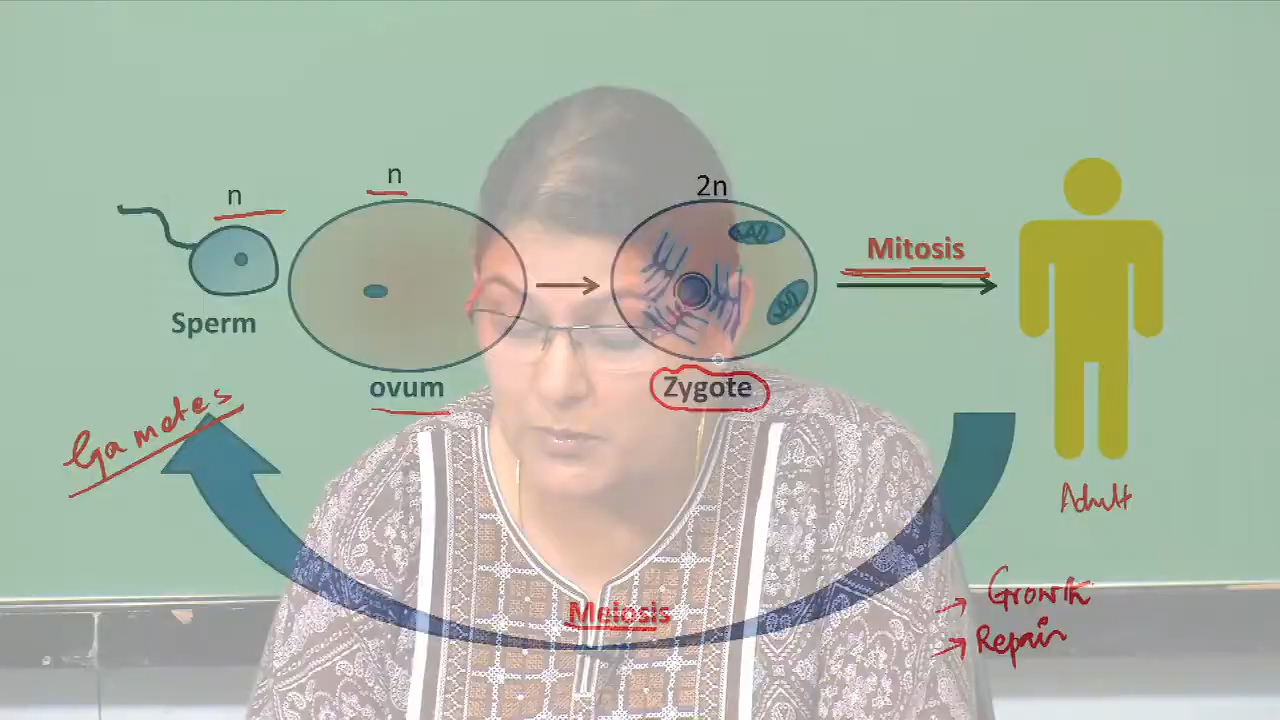 n
n
2n
Mitosis
Sperm
ovum
Zygote
Gametes
Adult
Meiosis
→ Growth
→ Repair